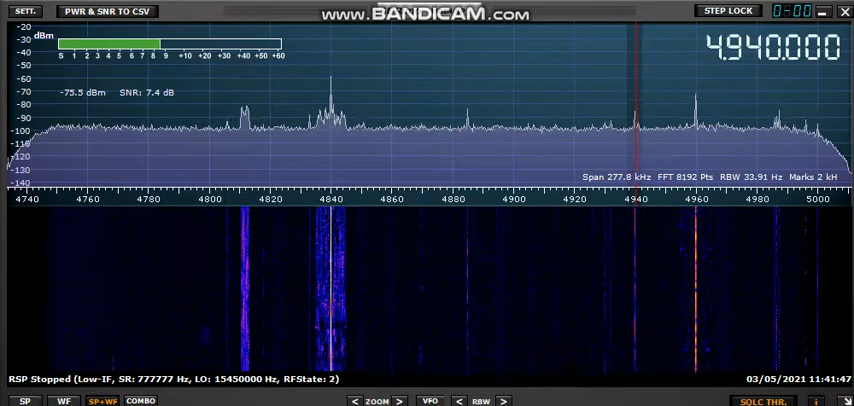 SETT. PWR & SNR TO CSV www.BANDICAM.com STEP LOCK 0-00
-20
dBm 4.940.000
-30
-40
S 1 2 3 4 5 6 7 8 9 +10 +20 +30 +40 +50 +60
-50
-60
-70
-75.5 dBm SNR: 7.4 dB
-80
-90
-100
-110
-120
-130
Span 277.8 kHz FFT 8192 Pts RBW 33.91 Hz Marks 2 kH
-140
4740 4760 4780 4800 4820 4840 4860 4880 4900 4920 4940 4960 4980 5000
RSP Stopped (Low-IF, SR: 777777 Hz, LO: 15450000 Hz, RFState: 2) 03/05/2021 11:41:47
SP WF SP+WF COMBO < ZOOM > VFO < RBW > SQLC THR. i